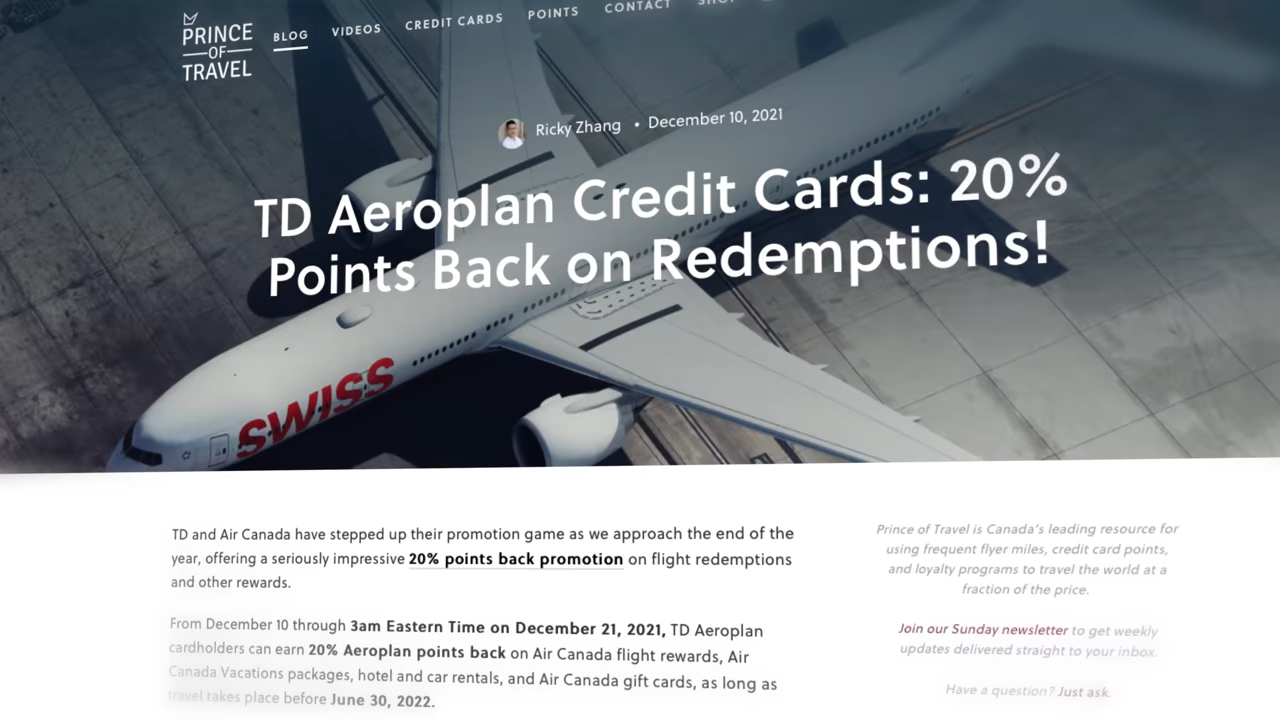 PRINCE
OF
TRAVEL
BLOG VIDEOS CREDIT CARDS POINTS CONTACT
Ricky Zhang • December 10, 2021
TD Aeroplan Credit Cards: 20%
Points Back on Redemptions!
SWISS
TD and Air Canada have stepped up their promotion game as we approach the end of the
year, offering a seriously impressive 20% points back promotion on flight redemptions
and other rewards.
From December 10 through 3am Eastern Time on December 21, 2021, TD Aeroplan
cardholders can earn 20% Aeroplan points back on Air Canada flight rewards, Air
Canada Vacations packages, hotel and car rentals, and Air Canada gift cards, as long as
travel takes place before June 30, 2022.
Prince of Travel is Canada's leading resource for
using frequent flyer miles, credit card points,
and loyalty programs to travel the world at a
fraction of the price.
Join our Sunday newsletter to get weekly
updates delivered straight to your inbox.
Have a question? Just ask.